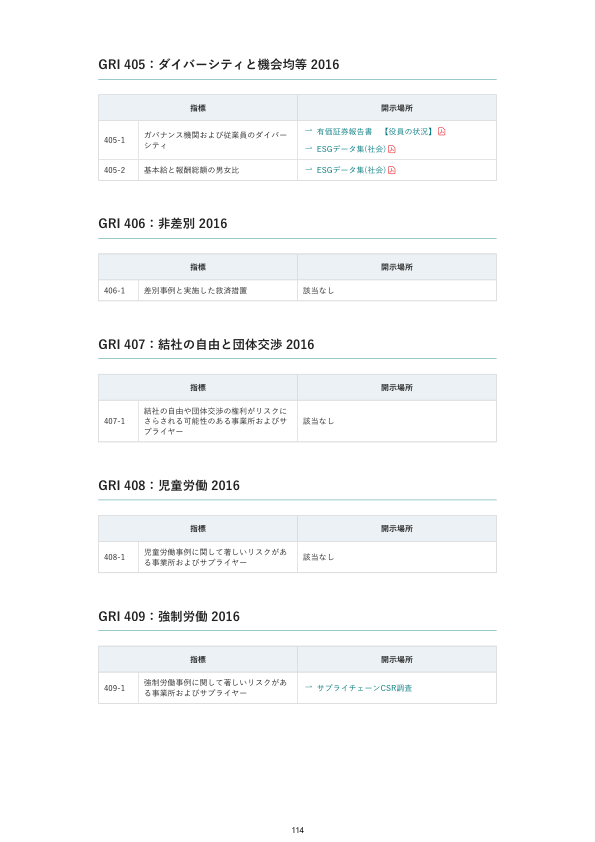 GRI 405：ダイバーシティと機会均等 2016
指標 開示場所
405-1 ガバナンス機関および従業員のダイバー
シティ
→ 有価証券報告書　【役員の状況】
→ ESGデータ集(社会)
405-2 基本給と報酬総額の男女比 → ESGデータ集(社会)
GRI 406：非差別 2016
指標 開示場所
406-1 差別事例と実施した救済措置 該当なし
GRI 407：結社の自由と団体交渉 2016
指標 開示場所
407-1 結社の自由や団体交渉の権利がリスクに
さらされる可能性のある事業所およびサ
プライヤー
該当なし
GRI 408：児童労働 2016
指標 開示場所
408-1 児童労働事例に関して著しいリスクがあ
る事業所およびサプライヤー
該当なし
GRI 409：強制労働 2016
指標 開示場所
409-1 強制労働事例に関して著しいリスクがあ
る事業所およびサプライヤー
→ サプライチェーンCSR調査
114